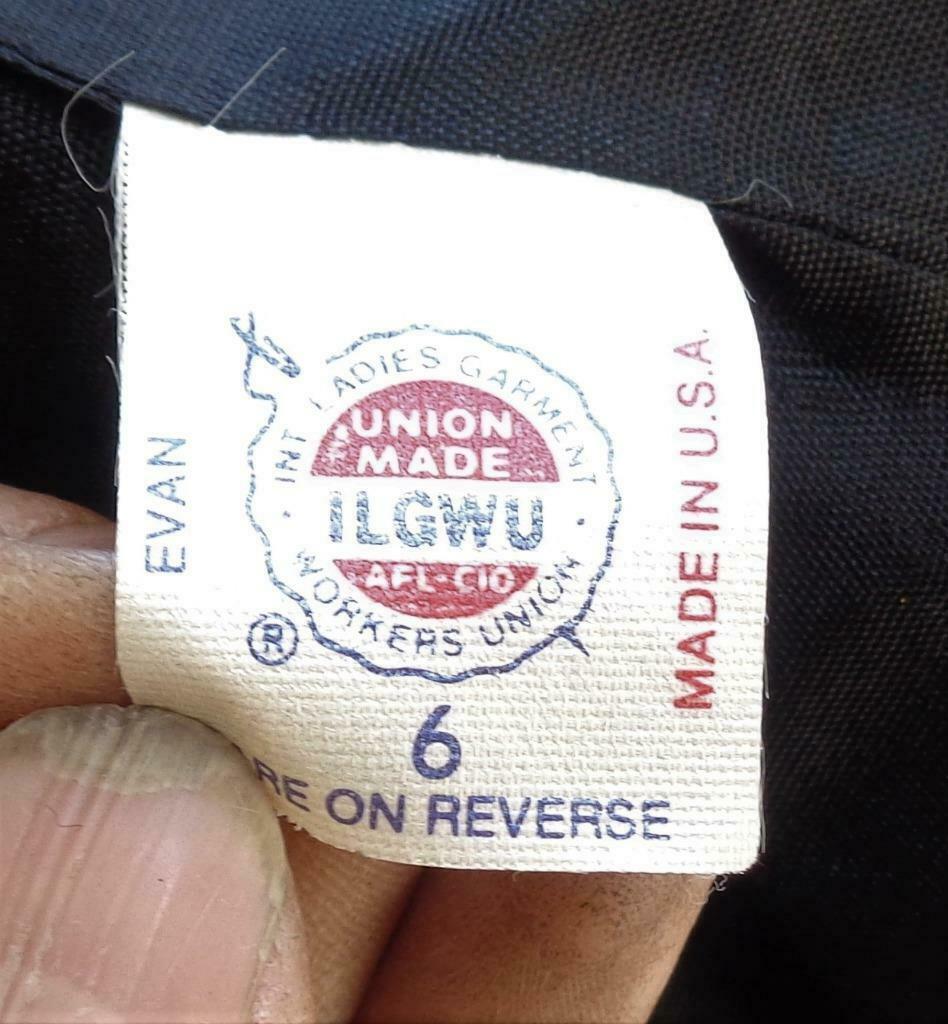 EVAN
INT LADIES GARMENT
UNION
MADE
ILGWU
AFL-CIO
WORKERS UNION
®
MADE IN U.S.A.
6
RE ON REVERSE